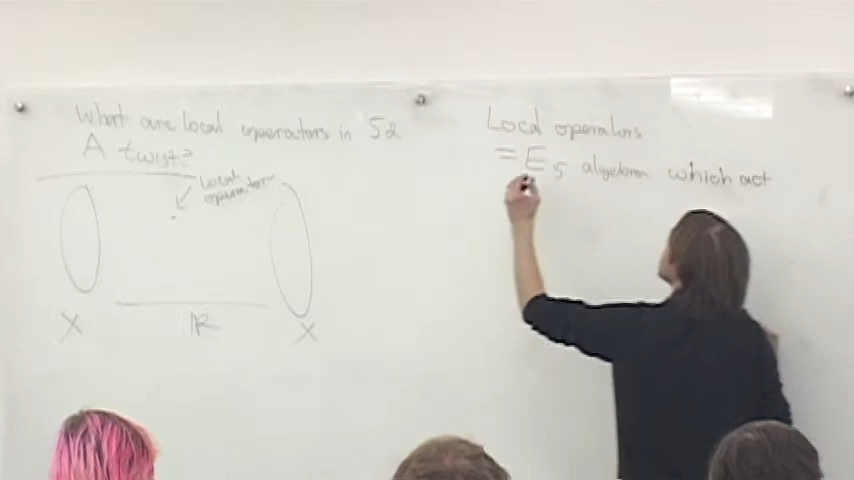 What are local operators in 5d
A twist?
Local
operator
X
ℝ
X
Local operators
= E₅ algebra which act